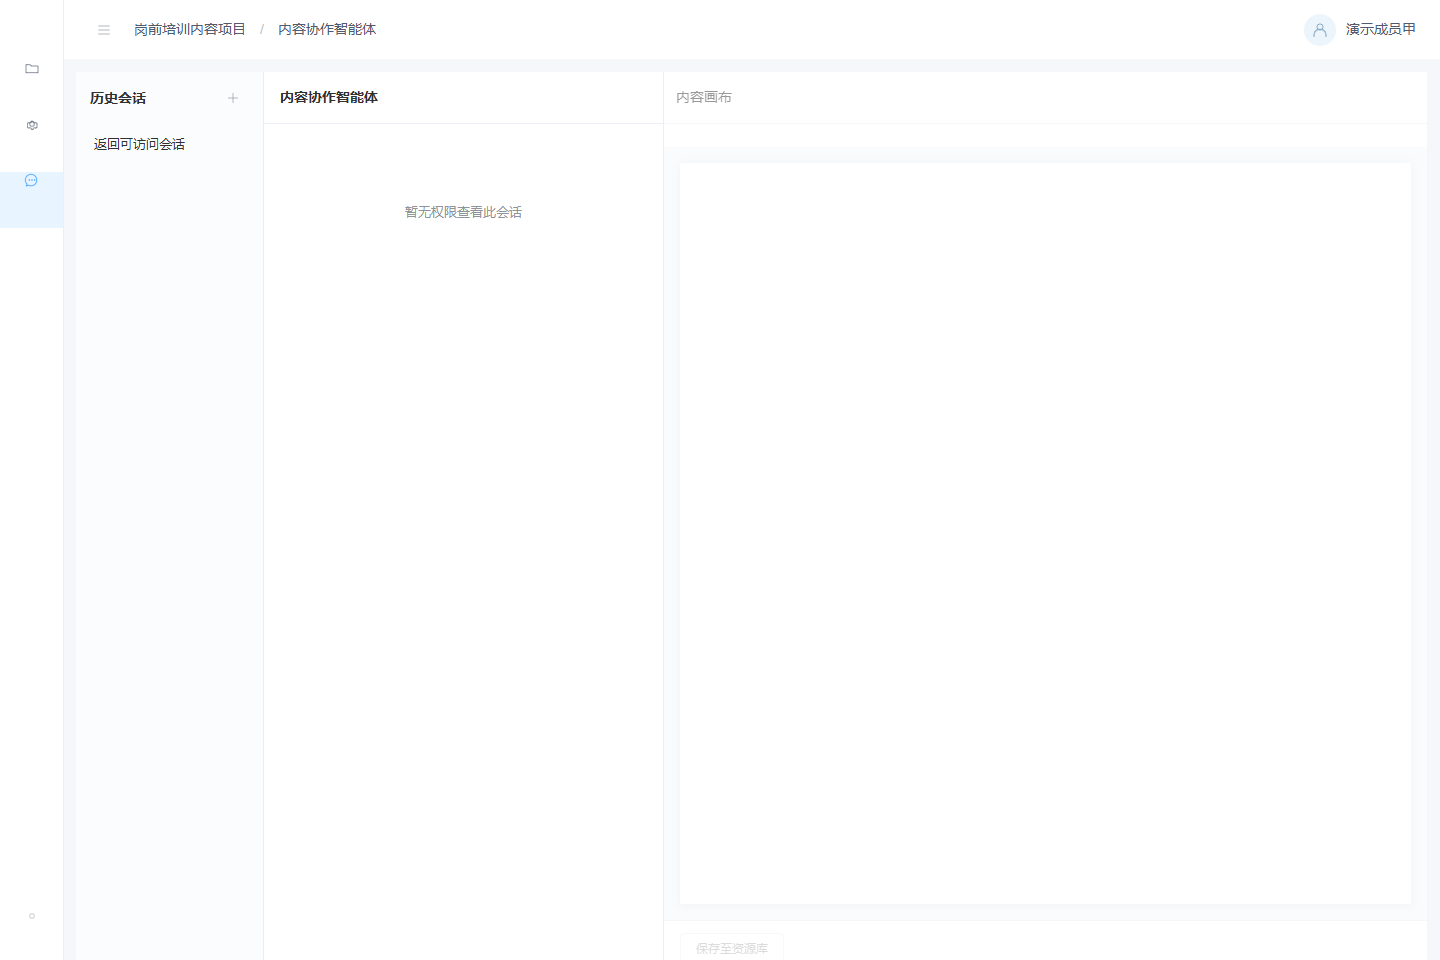 岗前培训内容项目 / 内容协作智能体
演示成员甲
历史会话
返回可访问会话
内容协作智能体
暂无权限查看此会话
内容画布
保存至资源库